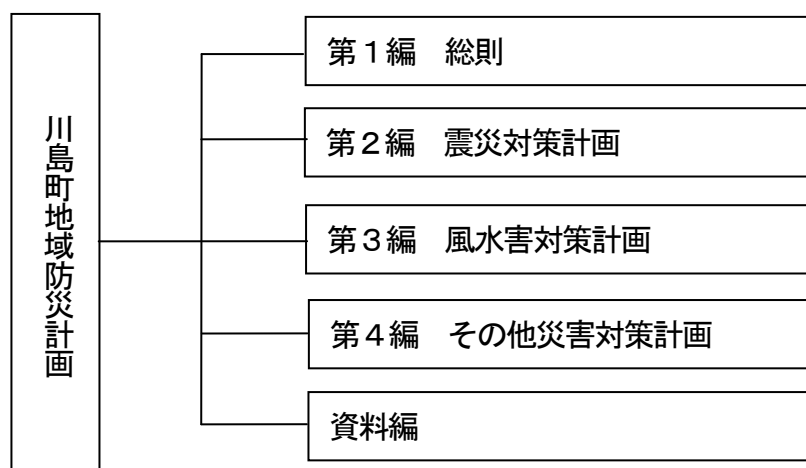 川島町地域防災計画
第１編　総則
第２編　震災対策計画
第３編　風水害対策計画
第４編　その他災害対策計画
資料編